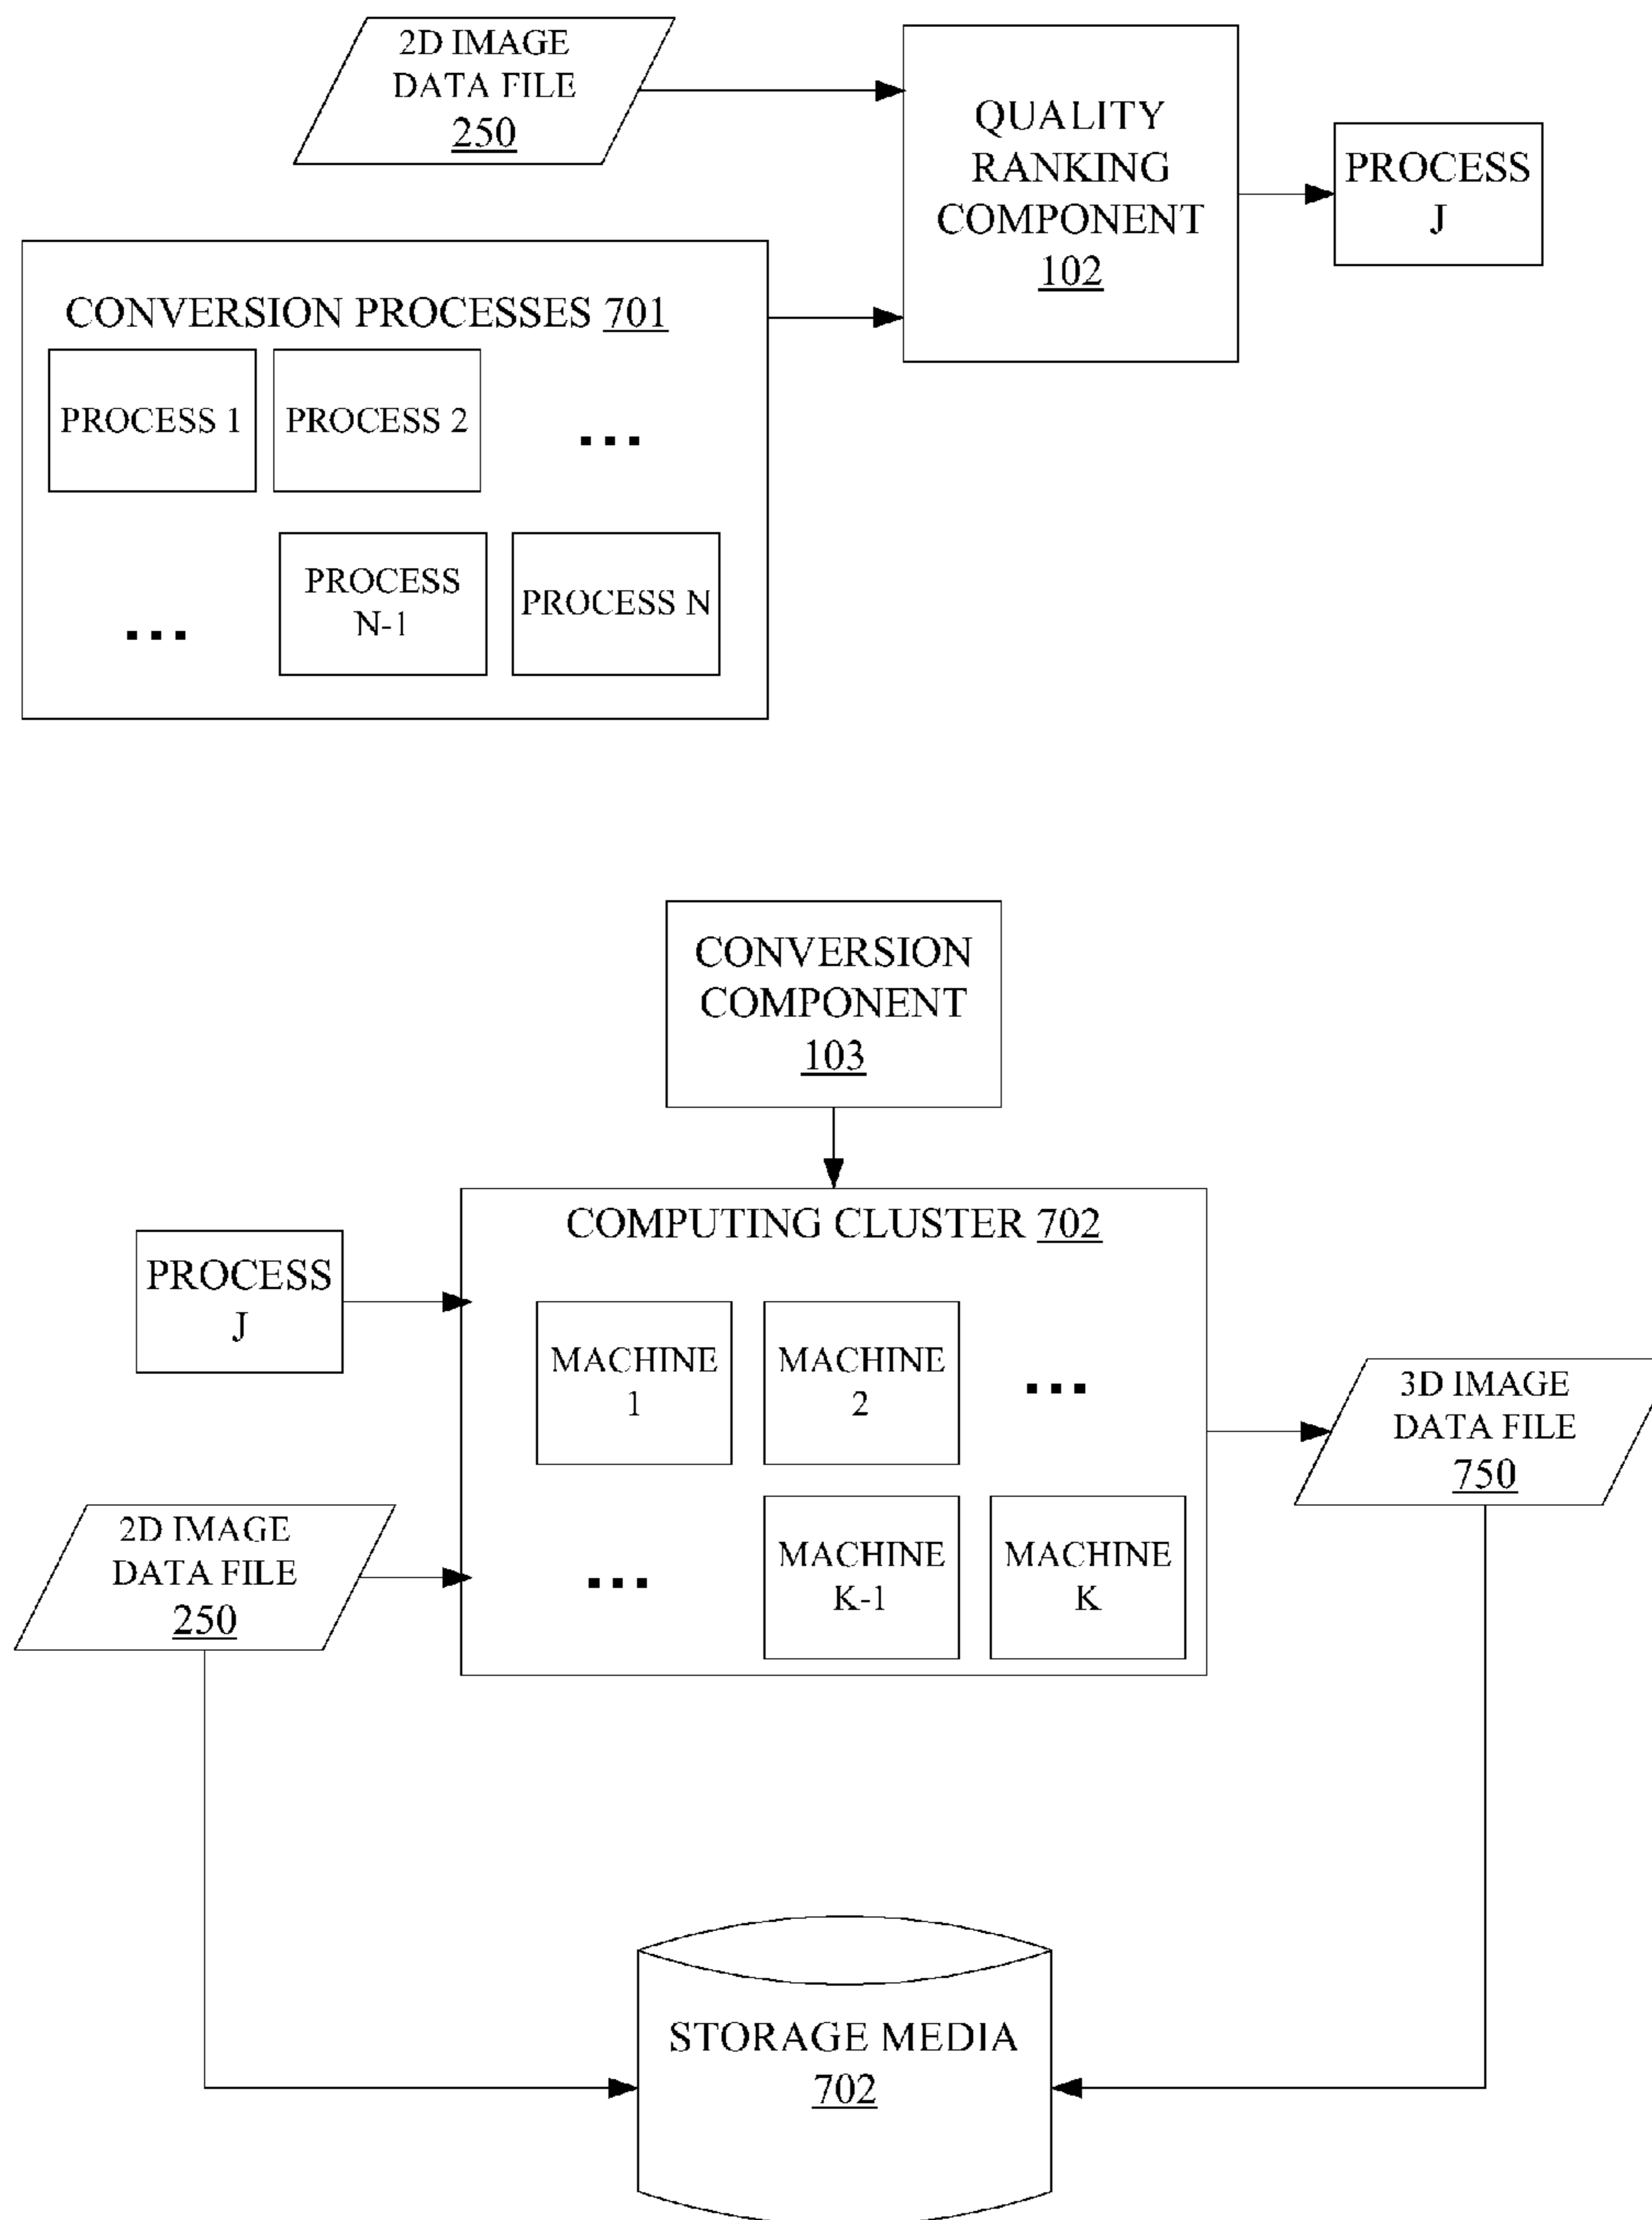 2D IMAGE
DATA FILE
250
QUALITY
RANKING
COMPONENT
102
PROCESS
J
CONVERSION PROCESSES 701
PROCESS 1
PROCESS 2
...
...
PROCESS
N-1
PROCESS N
CONVERSION
COMPONENT
103
COMPUTING CLUSTER 702
PROCESS
J
MACHINE
1
MACHINE
2
...
3D IMAGE
DATA FILE
750
2D IMAGE
DATA FILE
250
...
MACHINE
K-1
MACHINE
K
STORAGE MEDIA
702